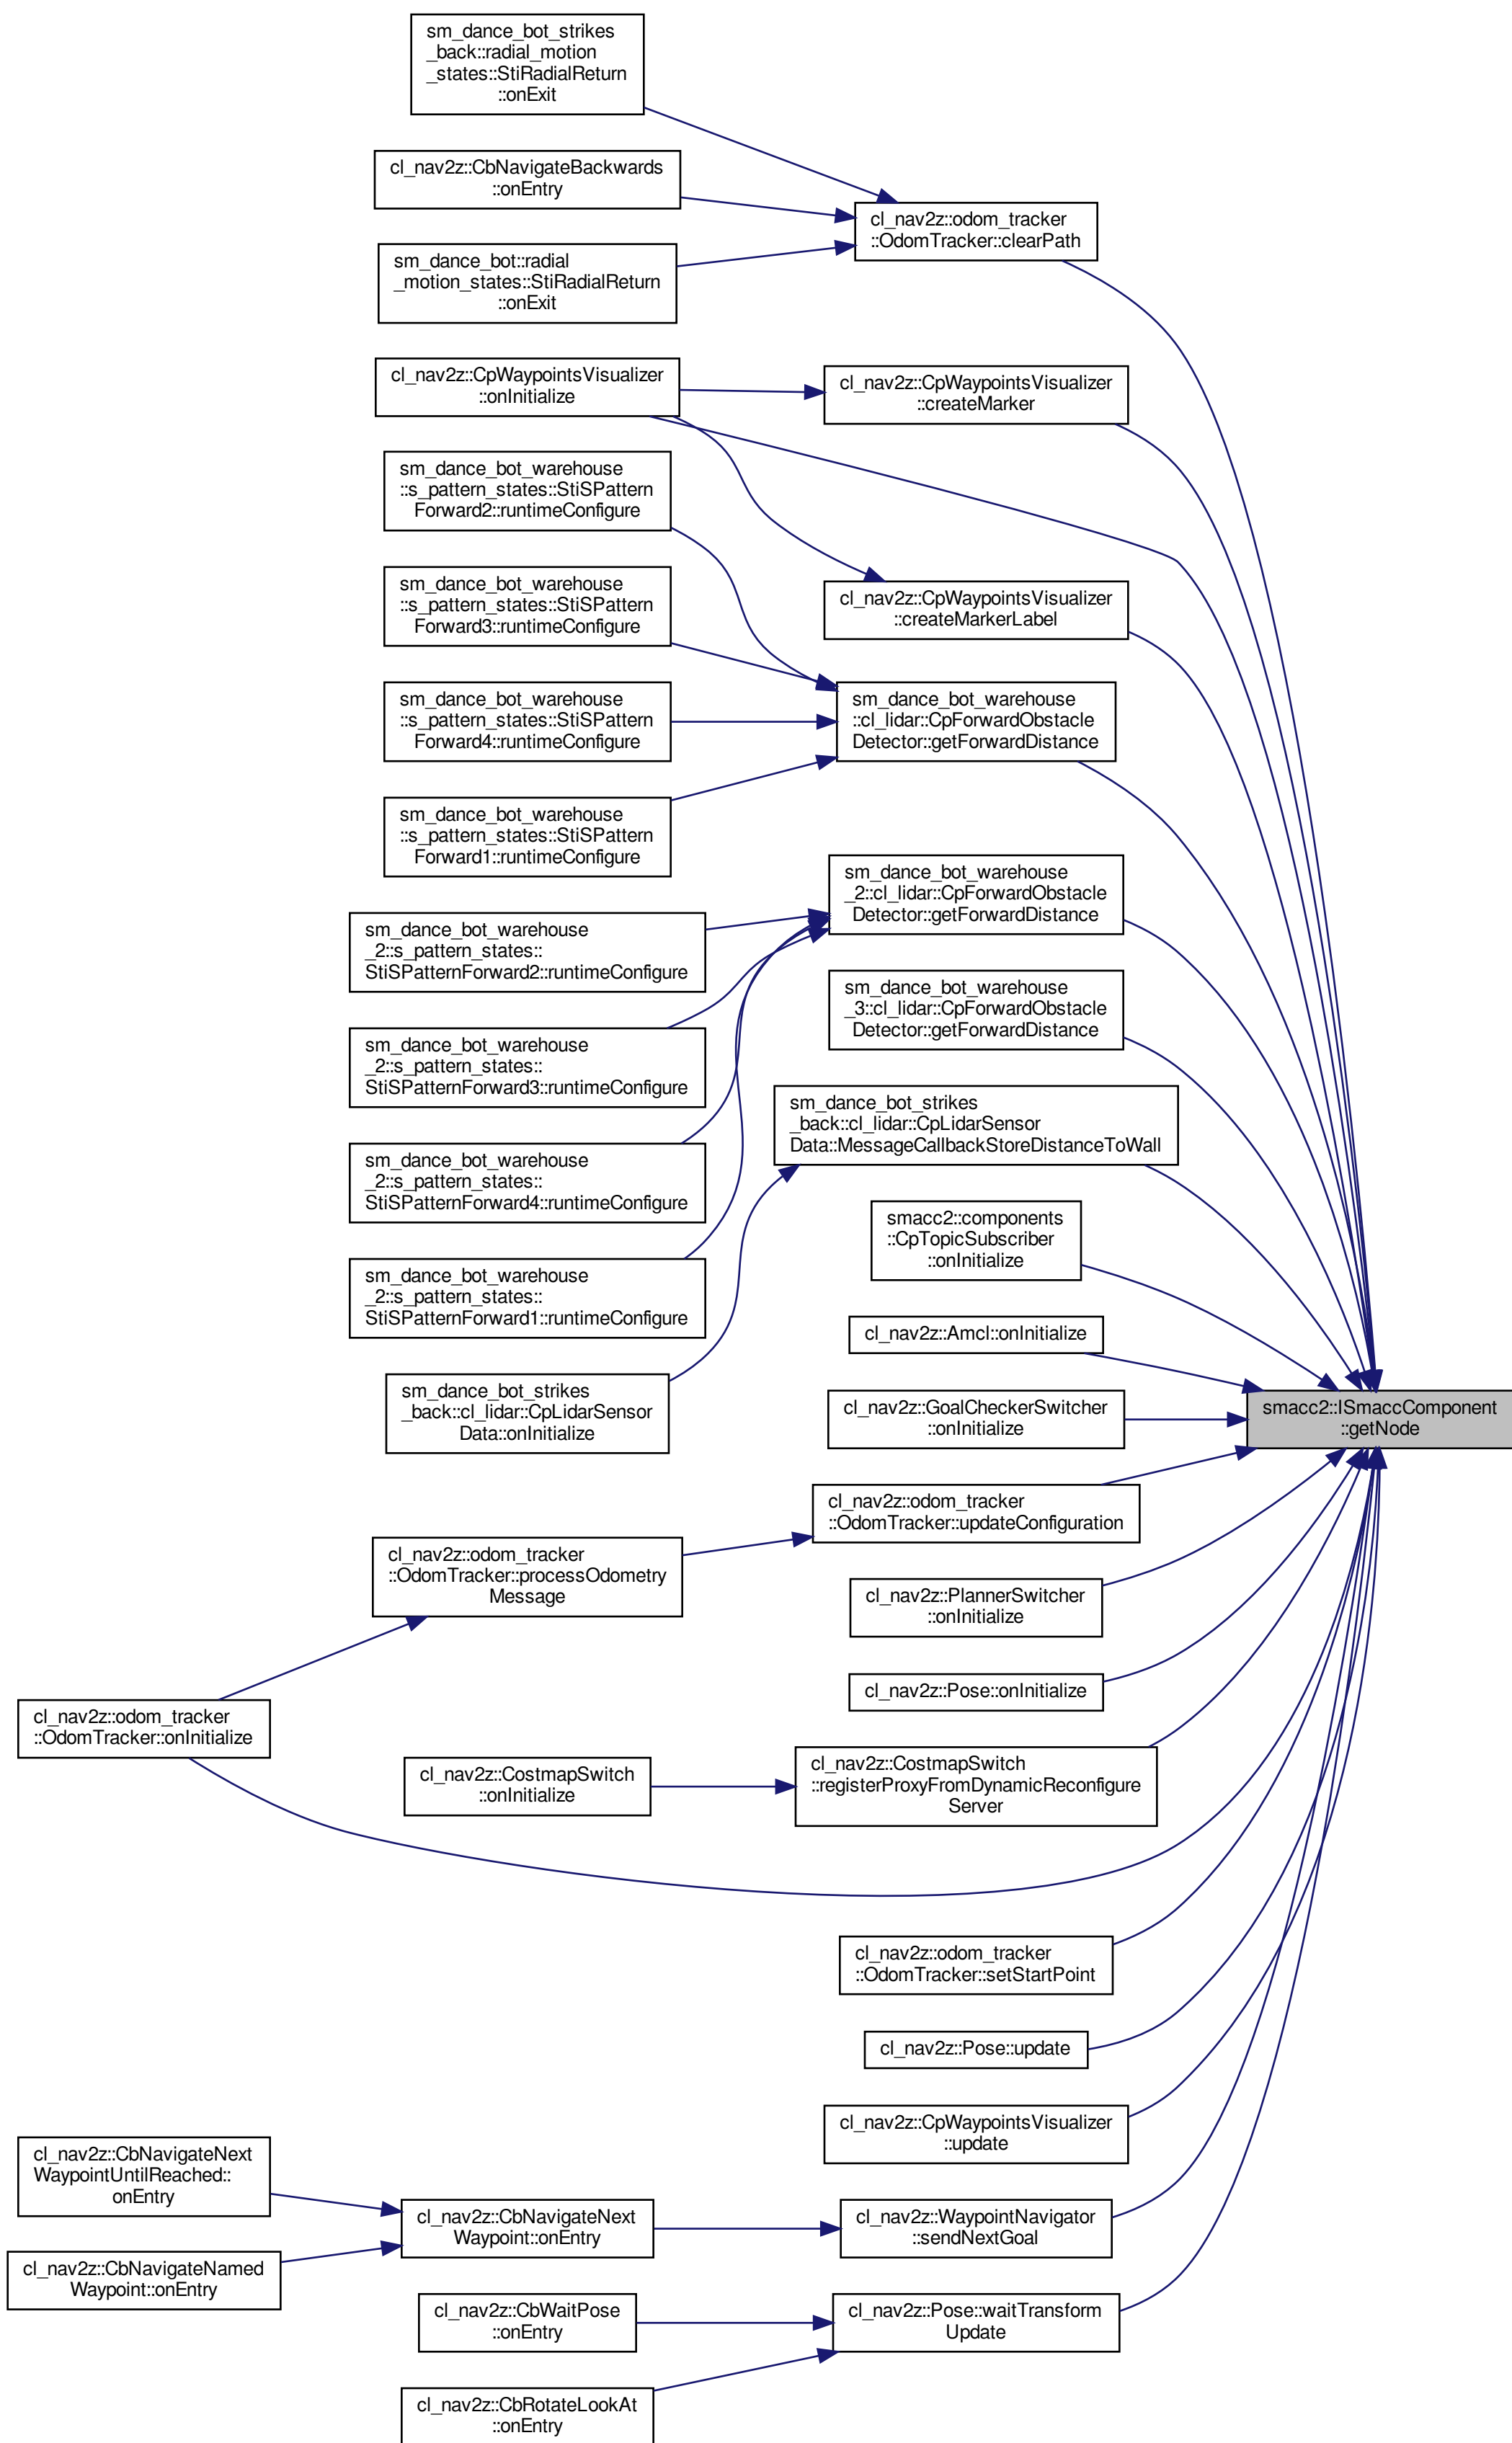 sm_dance_bot_strikes
_back::radial_motion
_states::StiRadialReturn
::onExit
cl_nav2z::CbNavigateBackwards
::onEntry
cl_nav2z::odom_tracker
::OdomTracker::clearPath
sm_dance_bot::radial
_motion_states::StiRadialReturn
::onExit
cl_nav2z::CpWaypointsVisualizer
::onInitialize
cl_nav2z::CpWaypointsVisualizer
::createMarker
sm_dance_bot_warehouse
::s_pattern_states::StiSPattern
Forward2::runtimeConfigure
sm_dance_bot_warehouse
::s_pattern_states::StiSPattern
Forward3::runtimeConfigure
cl_nav2z::CpWaypointsVisualizer
::createMarkerLabel
sm_dance_bot_warehouse
::s_pattern_states::StiSPattern
Forward4::runtimeConfigure
sm_dance_bot_warehouse
::cl_lidar::CpForwardObstacle
Detector::getForwardDistance
sm_dance_bot_warehouse
::s_pattern_states::StiSPattern
Forward1::runtimeConfigure
sm_dance_bot_warehouse
_2::cl_lidar::CpForwardObstacle
Detector::getForwardDistance
sm_dance_bot_warehouse
_2::s_pattern_states::
StiSPatternForward2::runtimeConfigure
sm_dance_bot_warehouse
_3::cl_lidar::CpForwardObstacle
Detector::getForwardDistance
sm_dance_bot_warehouse
_2::s_pattern_states::
StiSPatternForward3::runtimeConfigure
sm_dance_bot_strikes
_back::cl_lidar::CpLidarSensor
Data::MessageCallbackStoreDistanceToWall
sm_dance_bot_warehouse
_2::s_pattern_states::
StiSPatternForward4::runtimeConfigure
smacc2::components
::CpTopicSubscriber
::onInitialize
sm_dance_bot_warehouse
_2::s_pattern_states::
StiSPatternForward1::runtimeConfigure
cl_nav2z::Amcl::onInitialize
sm_dance_bot_strikes
_back::cl_lidar::CpLidarSensor
Data::onInitialize
cl_nav2z::GoalCheckerSwitcher
::onInitialize
smacc2::ISmaccComponent
::getNode
cl_nav2z::odom_tracker
::OdomTracker::updateConfiguration
cl_nav2z::odom_tracker
::OdomTracker::processOdometry
Message
cl_nav2z::PlannerSwitcher
::onInitialize
cl_nav2z::Pose::onInitialize
cl_nav2z::odom_tracker
::OdomTracker::onInitialize
cl_nav2z::CostmapSwitch
::onInitialize
cl_nav2z::CostmapSwitch
::registerProxyFromDynamicReconfigure
Server
cl_nav2z::odom_tracker
::OdomTracker::setStartPoint
cl_nav2z::Pose::update
cl_nav2z::CpWaypointsVisualizer
::update
cl_nav2z::CbNavigateNext
WaypointUntilReached::
onEntry
cl_nav2z::CbNavigateNext
Waypoint::onEntry
cl_nav2z::WaypointNavigator
::sendNextGoal
cl_nav2z::CbNavigateNamed
Waypoint::onEntry
cl_nav2z::CbWaitPose
::onEntry
cl_nav2z::Pose::waitTransform
Update
cl_nav2z::CbRotateLookAt
::onEntry